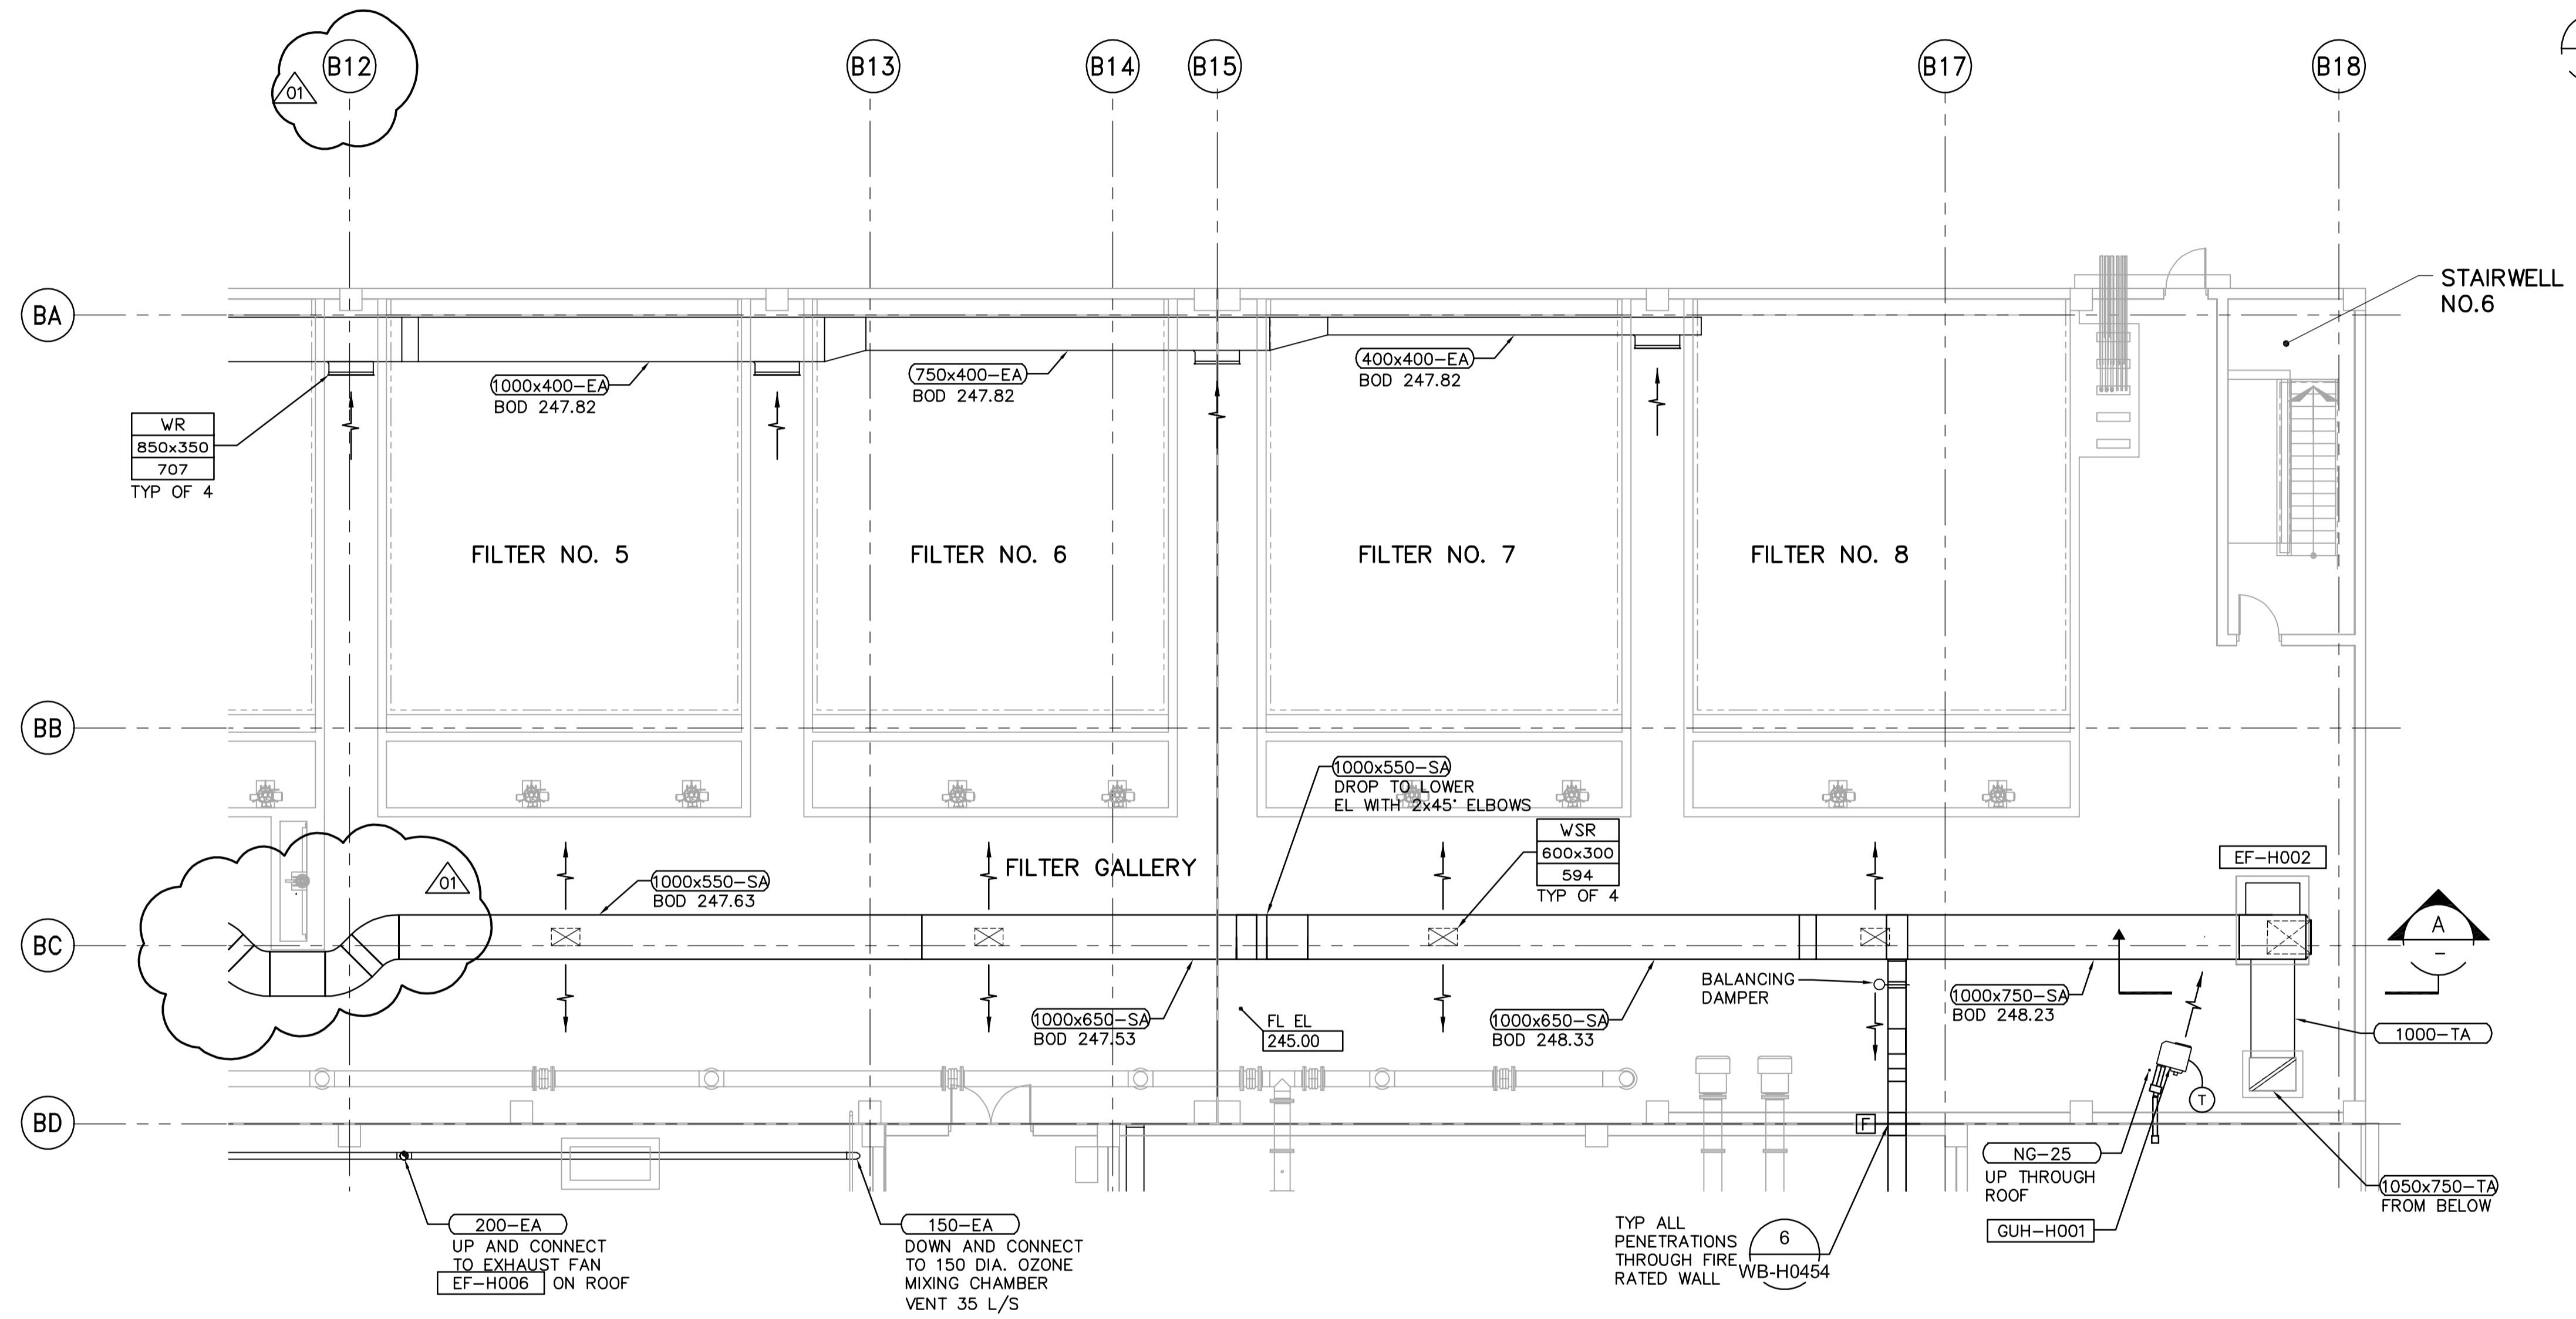 B12
B13
B14
B15
B17
B18
01
BA
STAIRWELL
NO.6
1000x400-EA
BOD 247.82
750x400-EA
BOD 247.82
400x400-EA
BOD 247.82
WR
850x350
707
TYP OF 4
FILTER NO. 5
FILTER NO. 6
FILTER NO. 7
FILTER NO. 8
BB
1000x550-SA
DROP TO LOWER
EL WITH 2x45° ELBOWS
WSR
600x300
594
TYP OF 4
FILTER GALLERY
EF-H002
01
1000x550-SA
BOD 247.63
BC
A
-
BALANCING
DAMPER
1000x650-SA
BOD 247.53
FL EL
245.00
1000x650-SA
BOD 248.33
1000x750-SA
BOD 248.23
1000-TA
T
BD
F
NG-25
UP THROUGH
ROOF
GUH-H001
1050x750-TA
FROM BELOW
200-EA
UP AND CONNECT
TO EXHAUST FAN
EF-H006 ON ROOF
150-EA
DOWN AND CONNECT
TO 150 DIA. OZONE
MIXING CHAMBER
VENT 35 L/S
TYP ALL
PENETRATIONS
THROUGH FIRE
RATED WALL
6
WB-H0454